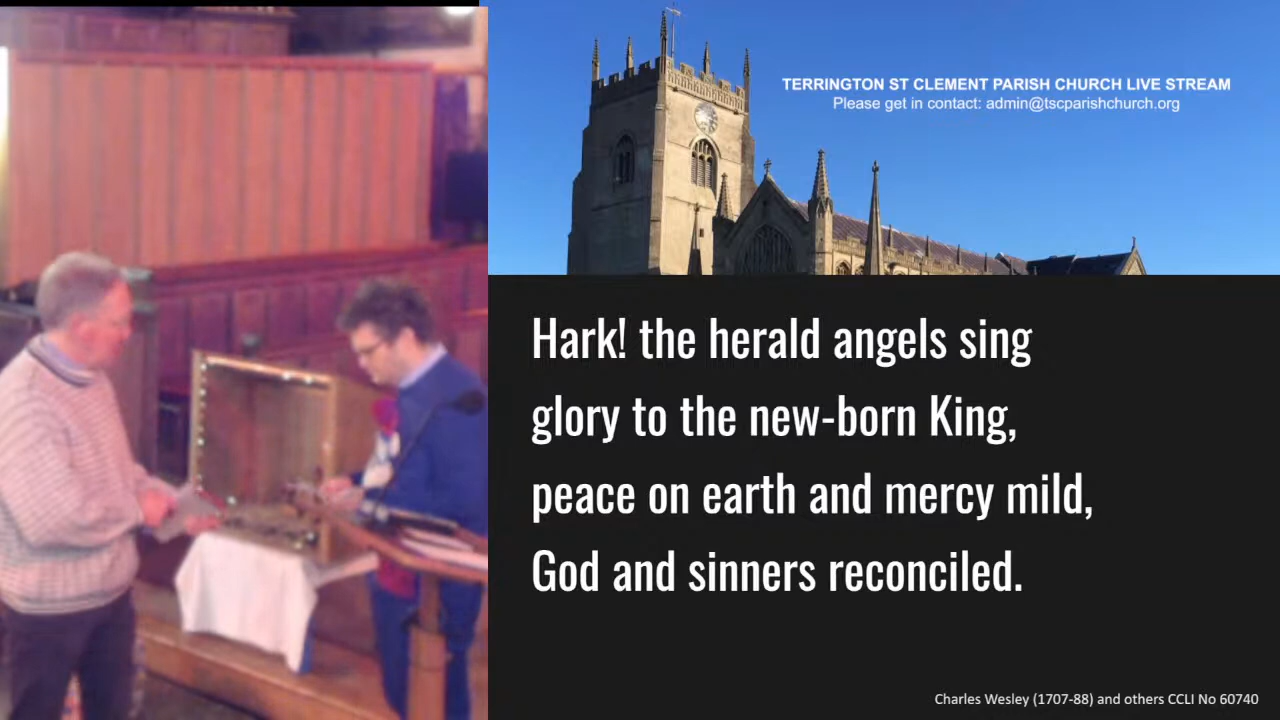 TERRINGTON ST CLEMENT PARISH CHURCH LIVE STREAM
Please get in contact: admin@tscparishchurch.org
Hark! the herald angels sing
glory to the new-born King,
peace on earth and mercy mild,
God and sinners reconciled.
Charles Wesley (1707-88) and others CCLI No 60740